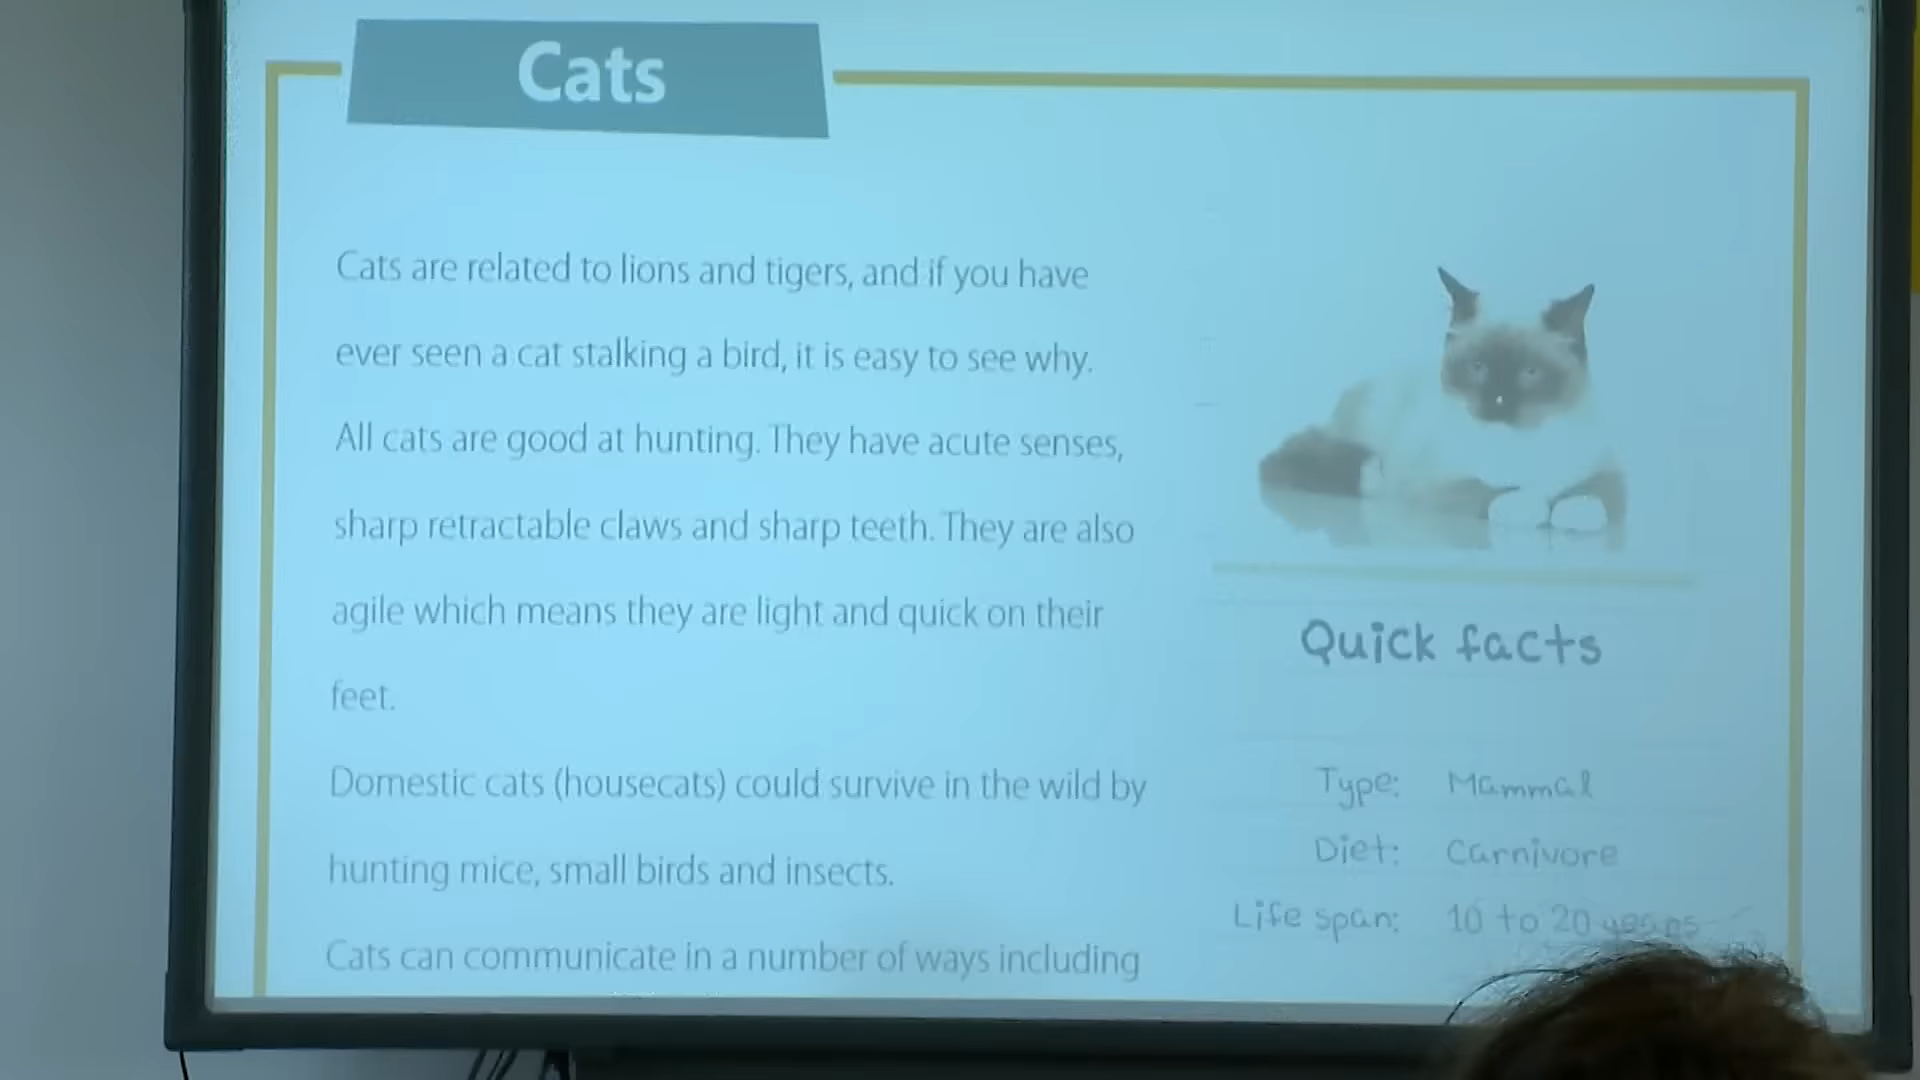 Cats
Cats are related to lions and tigers, and if you have
ever seen a cat stalking a bird, it is easy to see why.
All cats are good at hunting. They have acute senses,
sharp retractable claws and sharp teeth. They are also
agile which means they are light and quick on their
feet.
Domestic cats (housecats) could survive in the wild by
hunting mice, small birds and insects.
Cats can communicate in a number of ways including
Quick facts
Type: Mammal
Diet: Carnivore
Life span: 10 to 20 years